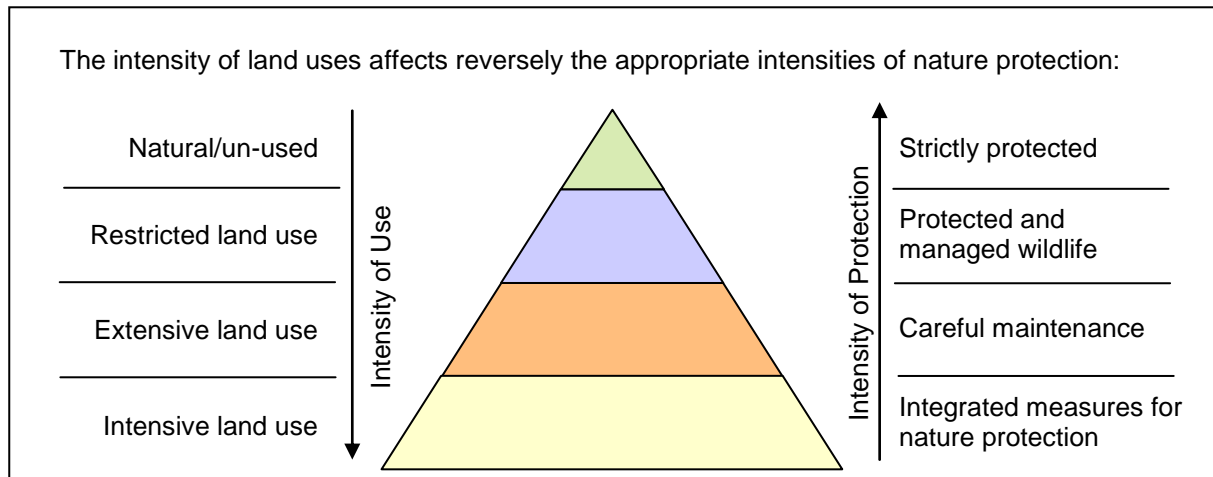 The intensity of land uses affects reversely the appropriate intensities of nature protection:
Natural/un-used
Restricted land use
Extensive land use
Intensive land use
Intensity of Use
Intensity of Protection
Strictly protected
Protected and
managed wildlife
Careful maintenance
Integrated measures for
nature protection